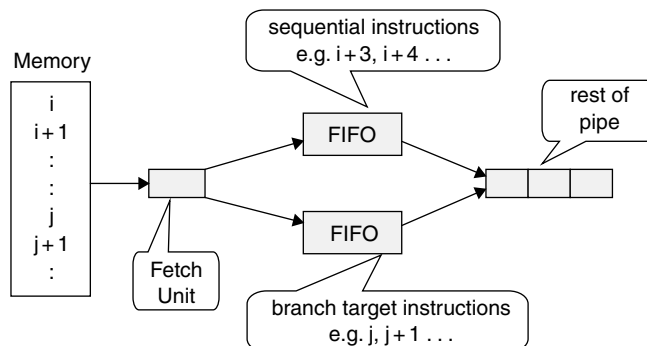 sequential instructions
e.g. i + 3, i + 4 . . .
Memory
i
i + 1
:
:
j
j + 1
:
Fetch
Unit
FIFO
FIFO
rest of
pipe
branch target instructions
e.g. j, j + 1 . . .